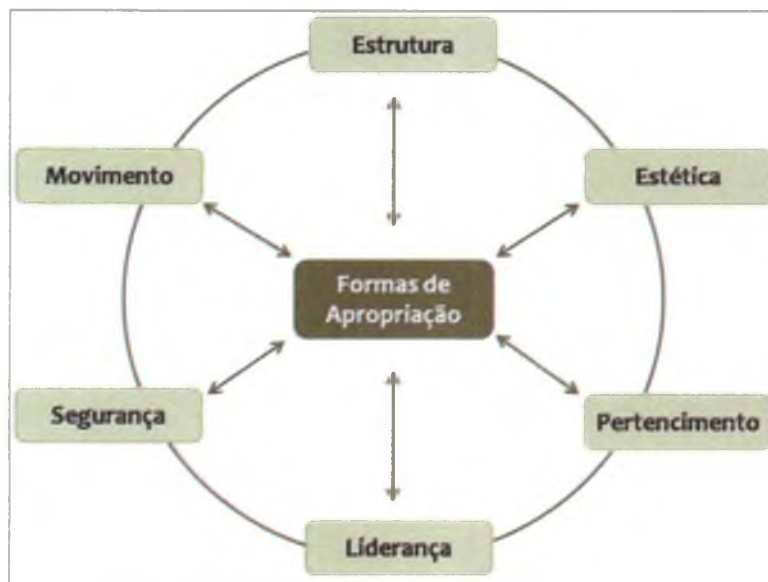 Estrutura
Movimento
Estética
Formas de
Apropriação
Segurança
Pertencimento
Liderança